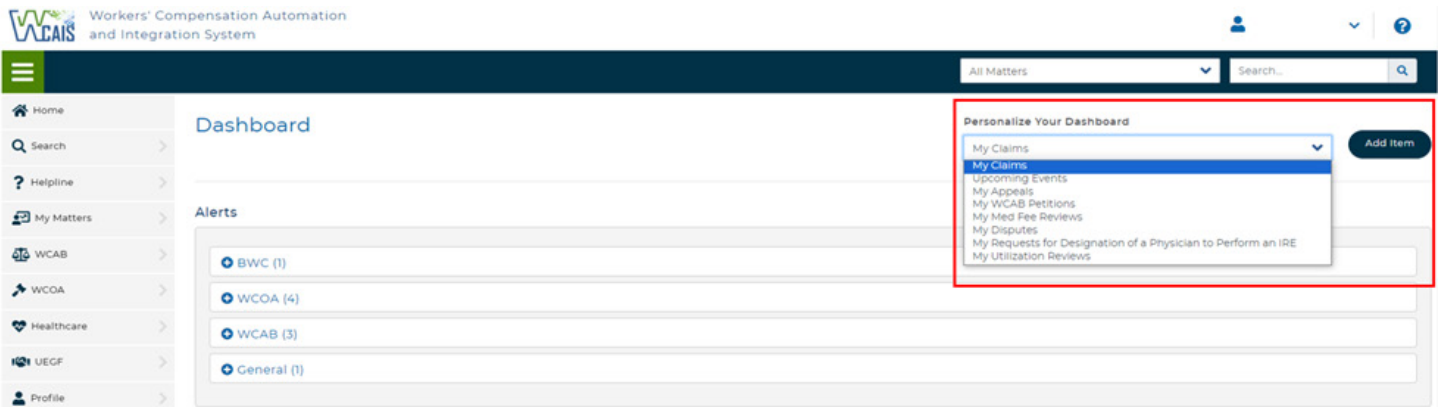 WCAIS
Workers' Compensation Automation
and Integration System
All Matters
Search...
Home
Search
Helpline
My Matters
WCAB
WCOA
Healthcare
UEGF
Profile
Dashboard
Personalize Your Dashboard
My Claims
Add Item
My Claims
Upcoming Events
My Appeals
My WCAB Petitions
My Med Fee Reviews
My Disputes
My Requests for Designation of a Physician to Perform an IRE
My Utilization Reviews
Alerts
BWC (1)
WCOA (4)
WCAB (3)
General (1)